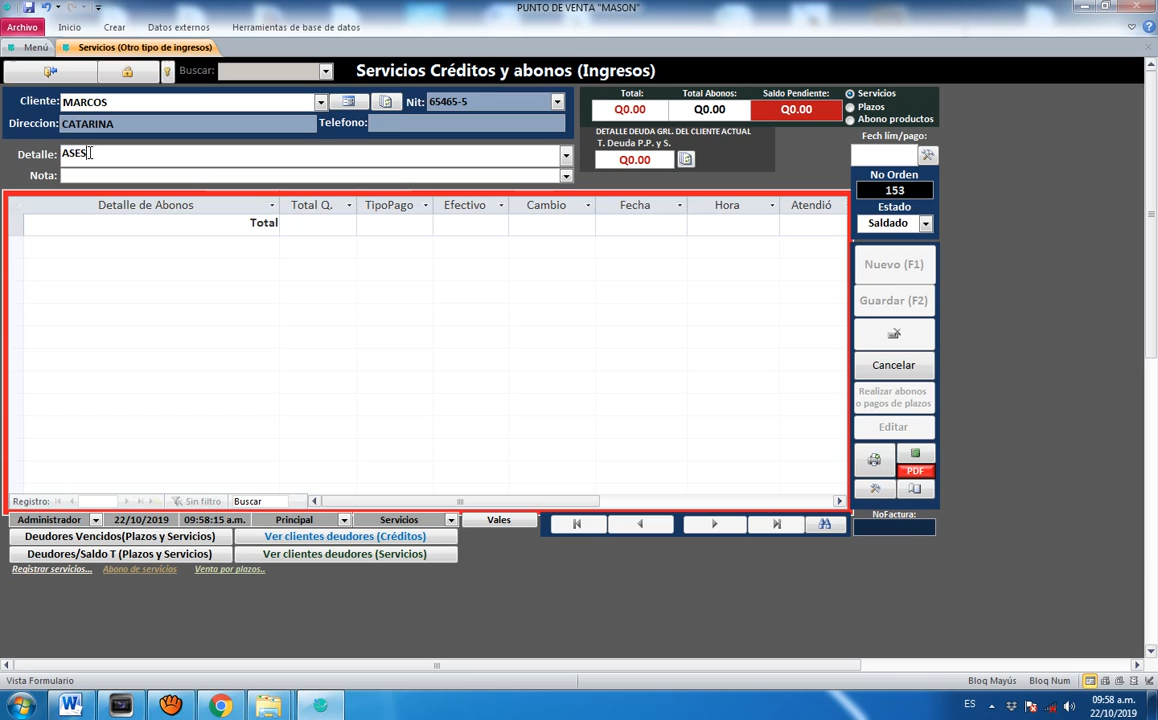 PUNTO DE VENTA "MASON"
Archivo Inicio Crear Datos externos Herramientas de base de datos
Menú Servicios (Otro tipo de ingresos)
Buscar: Servicios Créditos y abonos (Ingresos)
Cliente: MARCOS Nit: 65465-5
Direccion: CATARINA Telefono:
Detalle: ASES
Nota:
Total: Total Abonos: Saldo Pendiente:
Q0.00 Q0.00 Q0.00
DETALLE DEUDA GRL. DEL CLIENTE ACTUAL
T. Deuda P.P. y S.
Q0.00
Servicios
Plazos
Abono productos
Fech lím/pago:
No Orden
153
Estado
Saldado
Detalle de Abonos Total Q. TipoPago Efectivo Cambio Fecha Hora Atendió
Total
Nuevo (F1)
Guardar (F2)
Cancelar
Realizar abonos
o pagos de plazos
Editar
PDF
NoFactura:
Registro: Sin filtro Buscar
Administrador 22/10/2019 09:58:15 a.m. Principal Servicios Vales
Deudores Vencidos(Plazos y Servicios) Ver clientes deudores (Créditos)
Deudores/Saldo T (Plazos y Servicios) Ver clientes deudores (Servicios)
Registrar servicios... Abono de servicios Venta por plazos..
Vista Formulario Bloq Mayús Bloq Num
ES 09:58 a.m.
22/10/2019